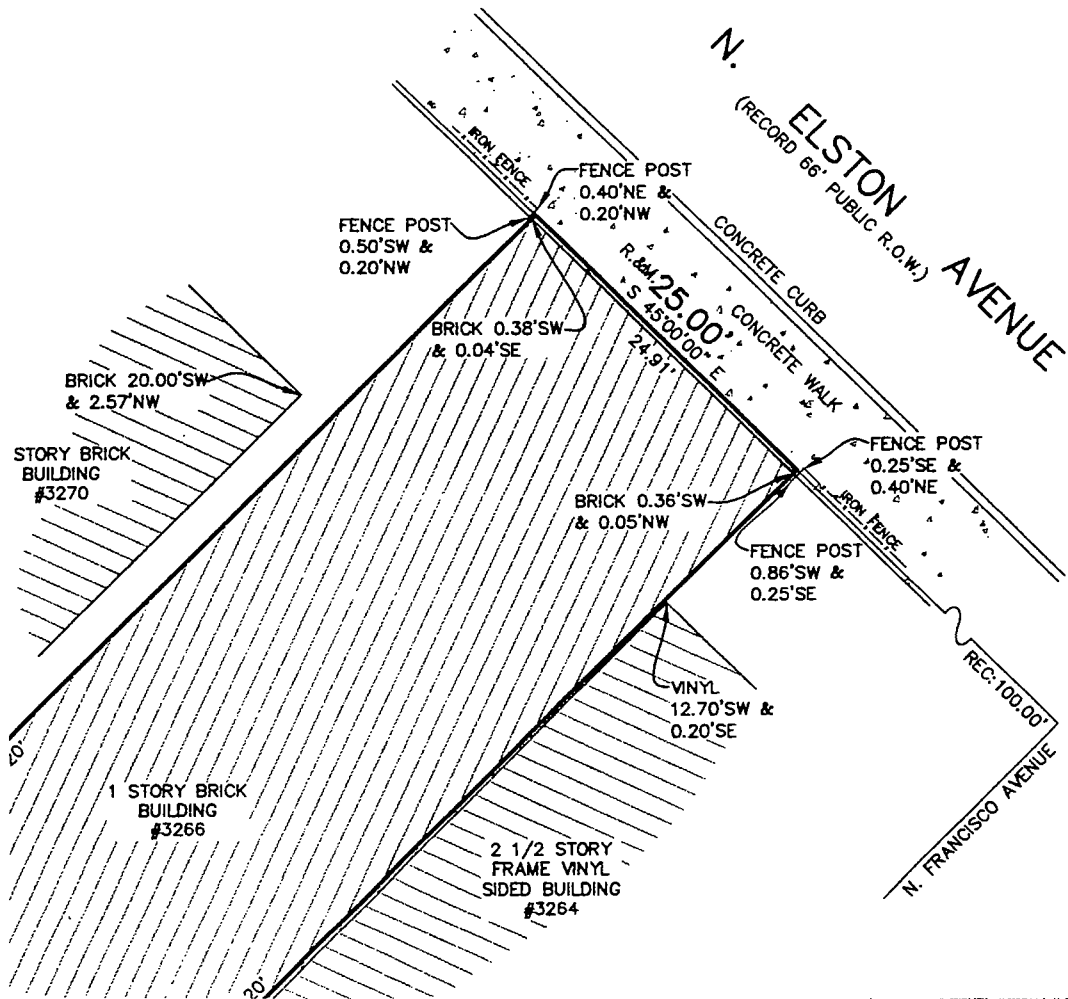 N.
ELSTON
AVENUE
(RECORD 66' PUBLIC R.O.W.)
IRON FENCE
FENCE POST
0.40'NE &
0.20'NW
FENCE POST
0.50'SW &
0.20'NW
CONCRETE CURB
R.&M.
25.00'
S 45°00'00" E
24.91'
CONCRETE WALK
BRICK 0.38'SW
& 0.04'SE
BRICK 20.00'SW
& 2.57'NW
STORY BRICK
BUILDING
#3270
FENCE POST
0.25'SE &
0.40'NE
BRICK 0.36'SW
& 0.05'NW
IRON FENCE
FENCE POST
0.86'SW &
0.25'SE
REC: 100.00'
VINYL
12.70'SW &
0.20'SE
N. FRANCISCO AVENUE
20'
1 STORY BRICK
BUILDING
#3266
2 1/2 STORY
FRAME VINYL
SIDED BUILDING
#3264
20'